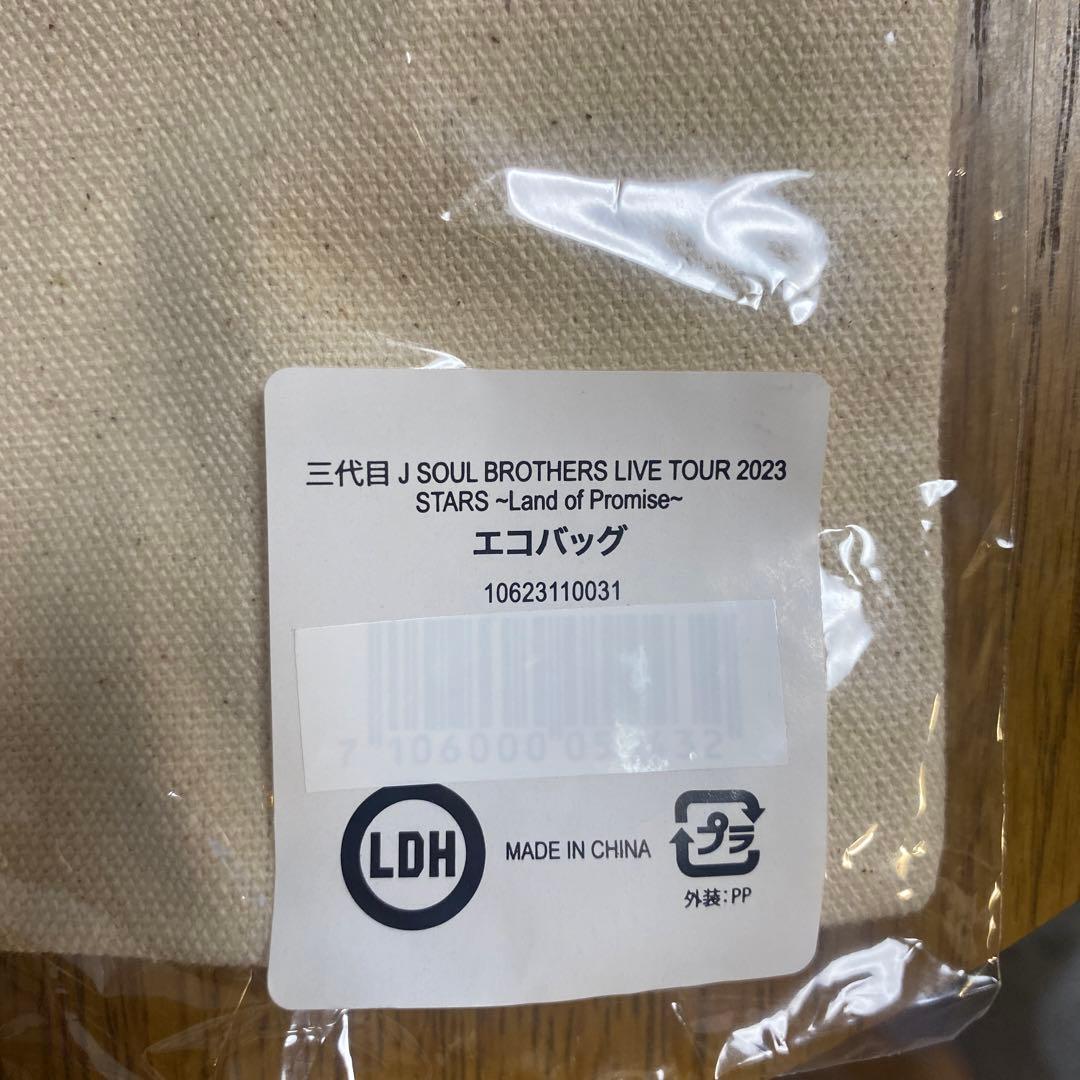 三代目 J SOUL BROTHERS LIVE TOUR 2023
STARS ~Land of Promise~
エコバッグ
10623110031
LDH
MADE IN CHINA
プラ
外装:PP